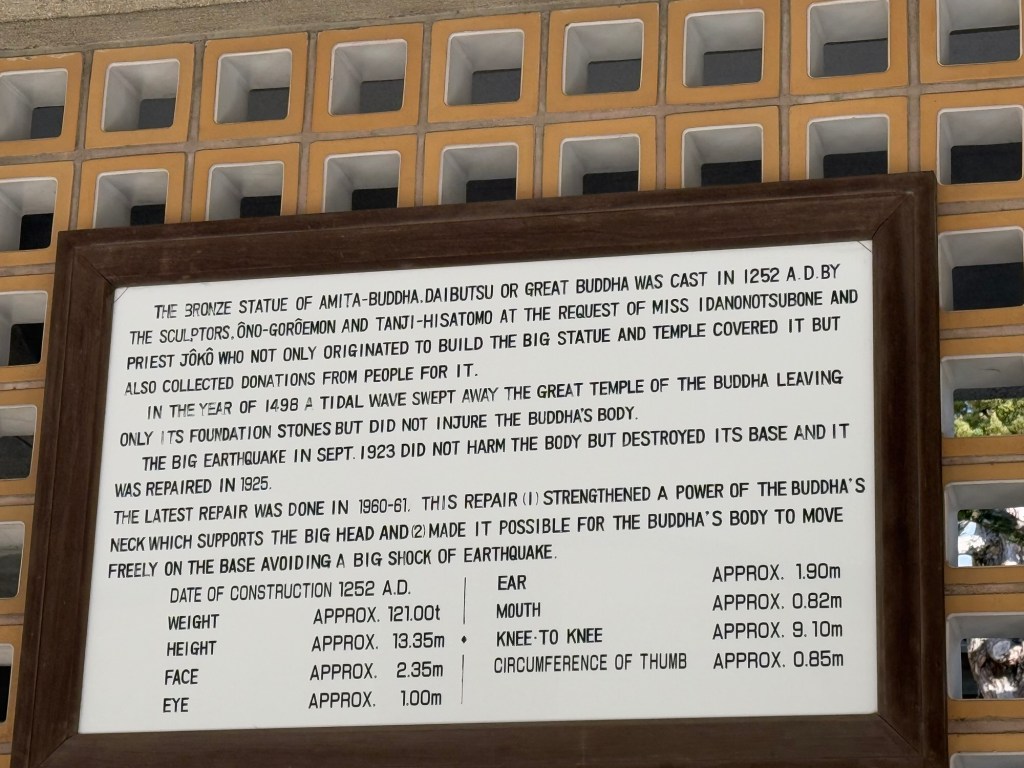 THE BRONZE STATUE OF AMITA-BUDDHA, DAIBUTSU OR GREAT BUDDHA WAS CAST IN 1252 A.D. BY
THE SCULPTORS, ÔNO-GORÔEMON AND TANJI-HISATOMO AT THE REQUEST OF MISS IDANONOTSUBONE AND
PRIEST JÔKÔ WHO NOT ONLY ORIGINATED TO BUILD THE BIG STATUE AND TEMPLE COVERED IT BUT
ALSO COLLECTED DONATIONS FROM PEOPLE FOR IT.
IN THE YEAR OF 1498 A TIDAL WAVE SWEPT AWAY THE GREAT TEMPLE OF THE BUDDHA LEAVING
ONLY ITS FOUNDATION STONES BUT DID NOT INJURE THE BUDDHA'S BODY.
THE BIG EARTHQUAKE IN SEPT. 1923 DID NOT HARM THE BODY BUT DESTROYED ITS BASE AND IT
WAS REPAIRED IN 1925.
THE LATEST REPAIR WAS DONE IN 1960-61. THIS REPAIR (1) STRENGTHENED A POWER OF THE BUDDHA'S
NECK WHICH SUPPORTS THE BIG HEAD AND (2) MADE IT POSSIBLE FOR THE BUDDHA'S BODY TO MOVE
FREELY ON THE BASE AVOIDING A BIG SHOCK OF EARTHQUAKE.
DATE OF CONSTRUCTION 1252 A.D.
WEIGHT APPROX. 121.00t
HEIGHT APPROX. 13.35m
FACE APPROX. 2.35m
EYE APPROX. 1.00m
EAR APPROX. 1.90m
MOUTH APPROX. 0.82m
KNEE-TO KNEE APPROX. 9.10m
CIRCUMFERENCE OF THUMB APPROX. 0.85m